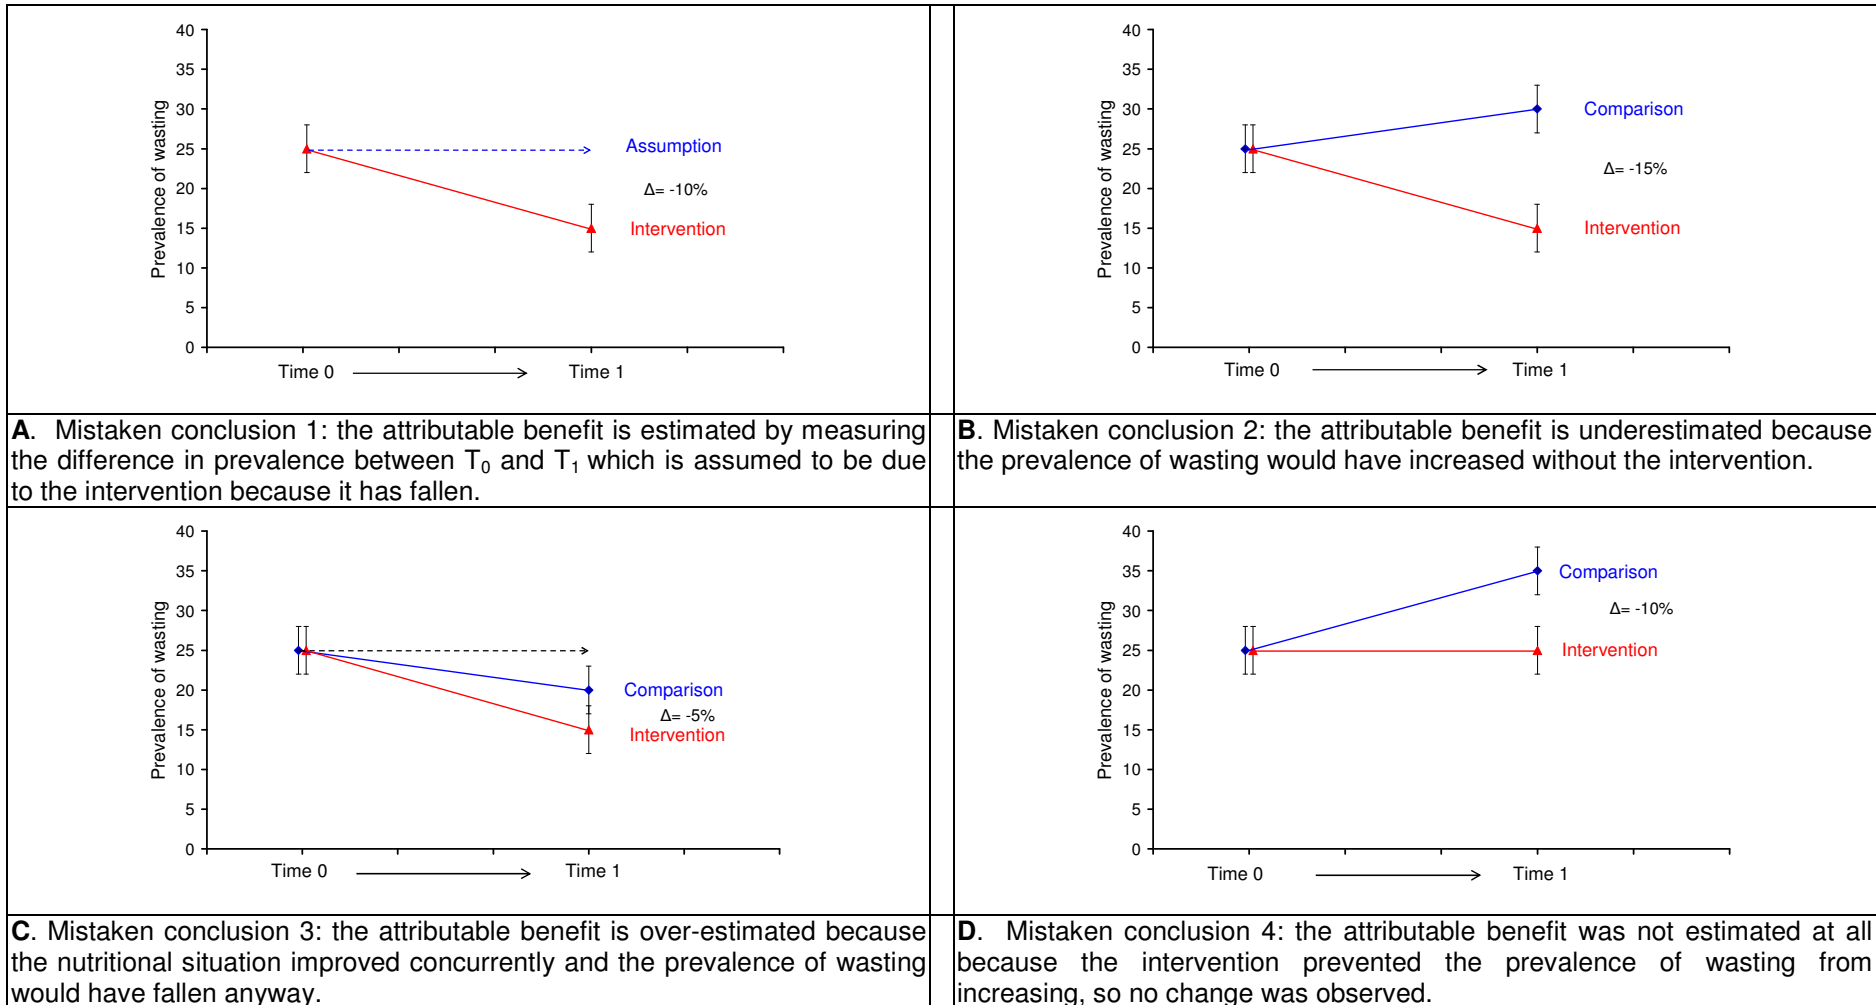 40
35
30
25
20
15
10
5
0
Prevalence of wasting
Assumption
Δ= -10%
Intervention
Time 0
Time 1
A. Mistaken conclusion 1: the attributable benefit is estimated by measuring
the difference in prevalence between T0 and T1 which is assumed to be due
to the intervention because it has fallen.
40
35
30
25
20
15
10
5
0
Prevalence of wasting
Comparison
Δ= -15%
Intervention
Time 0
Time 1
B. Mistaken conclusion 2: the attributable benefit is underestimated because
the prevalence of wasting would have increased without the intervention.
40
35
30
25
20
15
10
5
0
Prevalence of wasting
Comparison
Δ= -5%
Intervention
Time 0
Time 1
C. Mistaken conclusion 3: the attributable benefit is over-estimated because
the nutritional situation improved concurrently and the prevalence of wasting
would have fallen anyway.
40
35
30
25
20
15
10
5
0
Prevalence of wasting
Comparison
Δ= -10%
Intervention
Time 0
Time 1
D. Mistaken conclusion 4: the attributable benefit was not estimated at all
because the intervention prevented the prevalence of wasting from
increasing, so no change was observed.